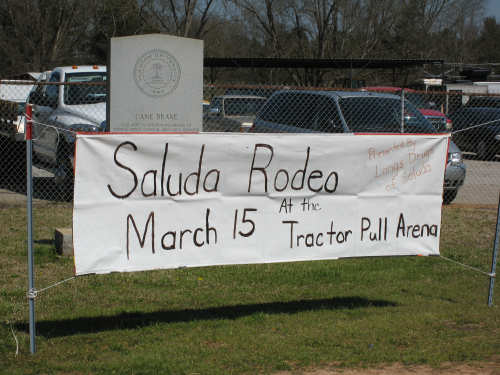 CANE BRAKE
Saluda Rodeo
March 15 At the
Tractor Pull Arena
Presented By
Longs Drugs
of Saluda